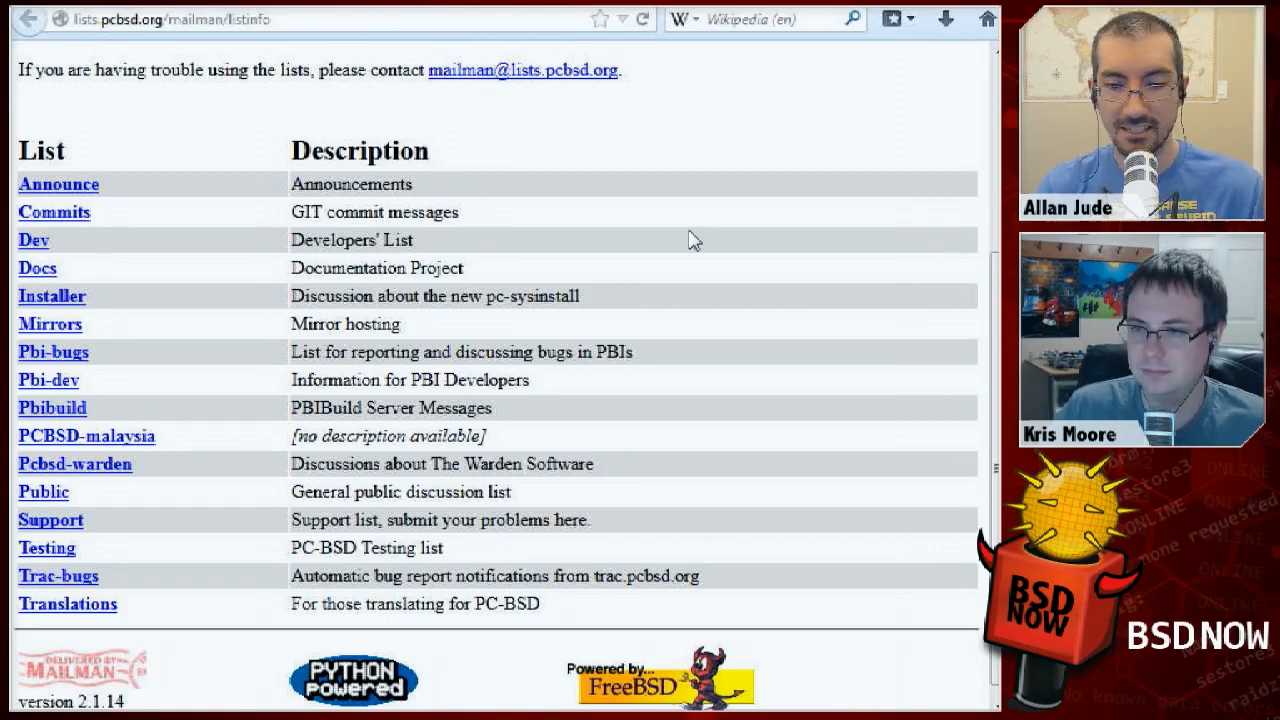 lists.pcbsd.org/mailman/listinfo
Wikipedia (en)
If you are having trouble using the lists, please contact mailman@lists.pcbsd.org.
List Description
Announce Announcements
Commits GIT commit messages
Dev Developers' List
Docs Documentation Project
Installer Discussion about the new pc-sysinstall
Mirrors Mirror hosting
Pbi-bugs List for reporting and discussing bugs in PBIs
Pbi-dev Information for PBI Developers
Pbibuild PBIBuild Server Messages
PCBSD-malaysia [no description available]
Pcbsd-warden Discussions about The Warden Software
Public General public discussion list
Support Support list, submit your problems here.
Testing PC-BSD Testing list
Trac-bugs Automatic bug report notifications from trac.pcbsd.org
Translations For those translating for PC-BSD
DELIVERED BY
MAILMAN
version 2.1.14
PYTHON
POWERED
Powered by...
FreeBSD
Allan Jude
Kris Moore
BSD
NOW
BSD NOW